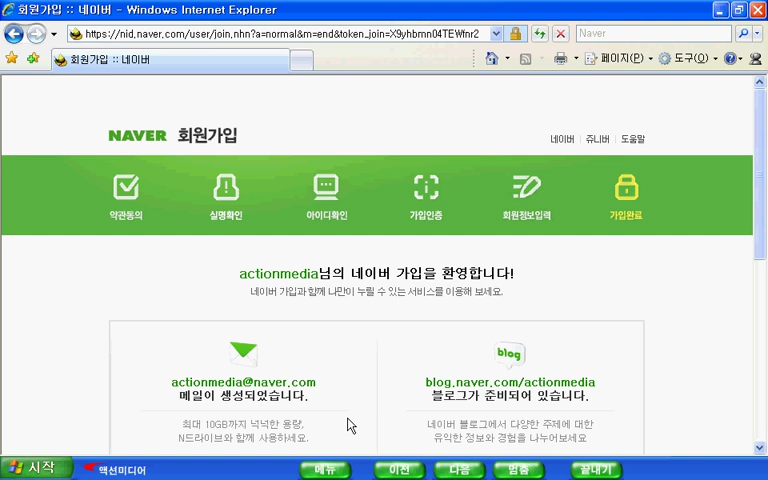 회원가입 :: 네이버 - Windows Internet Explorer
https://nid.naver.com/user/join.nhn?a=normal&m=end&token_join=X9yhbmn04TEWfnr2
Naver
회원가입 :: 네이버
페이지(P)
도구(O)
NAVER 회원가입
네이버 | 쥬니버 | 도움말
약관동의
실명확인
아이디확인
가입인증
회원정보입력
가입완료
actionmedia님의 네이버 가입을 환영합니다!
네이버 가입과 함께 나만이 누릴 수 있는 서비스를 이용해 보세요.
actionmedia@naver.com
메일이 생성되었습니다.
최대 10GB까지 넉넉한 용량,
N드라이브와 함께 사용하세요.
blog
blog.naver.com/actionmedia
블로그가 준비되어 있습니다.
네이버 블로그에서 다양한 주제에 대한
유익한 정보와 경험을 나누어보세요
시작
액션미디어
메뉴
이전
다음
멈춤
끝내기